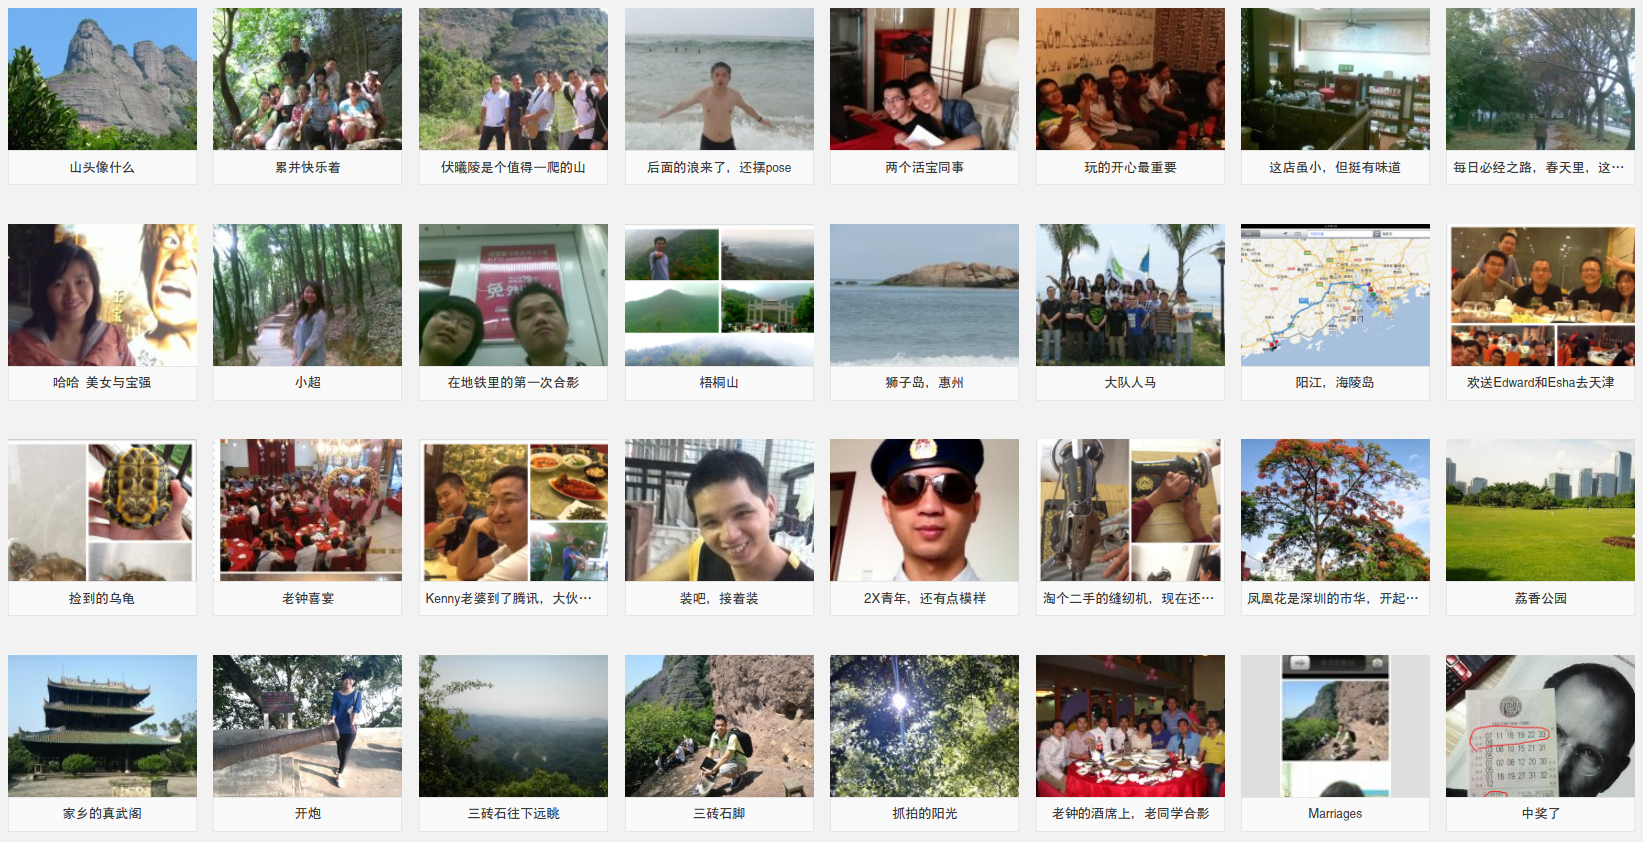 山头像什么
累并快乐着
伏曦陵是个值得一爬的山
后面的浪来了，还摆pose
两个活宝同事
玩的开心最重要
这店虽小，但挺有味道
每日必经之路，春天里，这…
哈哈 美女与宝强
小超
在地铁里的第一次合影
梧桐山
狮子岛，惠州
大队人马
阳江，海陵岛
欢送Edward和Esha去天津
捡到的乌龟
老钟喜宴
Kenny老婆到了腾讯，大伙…
装吧，接着装
2X青年，还有点模样
淘个二手的缝纫机，现在还…
凤凰花是深圳的市华，开起…
荔香公园
家乡的真武阁
开炮
三砖石往下远眺
三砖石脚
抓拍的阳光
老钟的酒席上，老同学合影
Marriages
中奖了